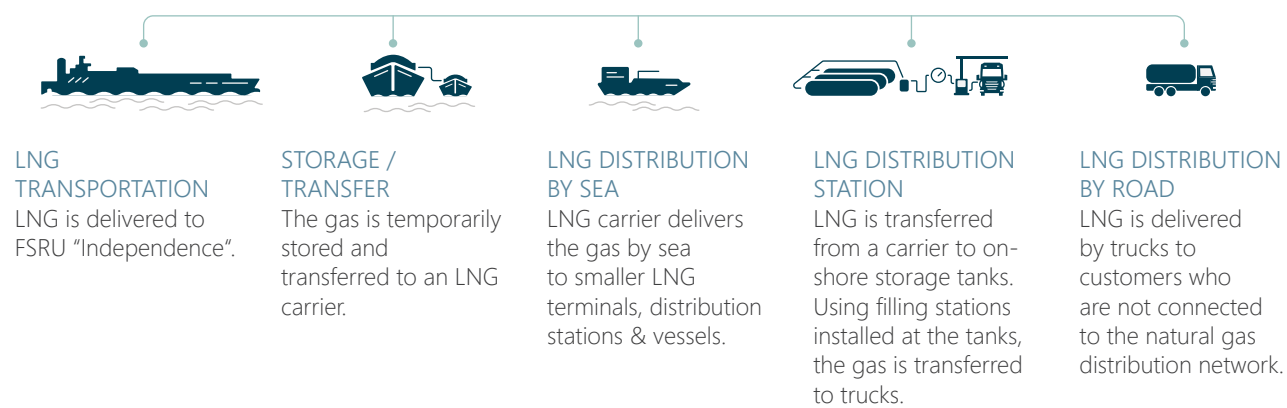 LNG
TRANSPORTATION
LNG is delivered to
FSRU “Independence“.
STORAGE /
TRANSFER
The gas is temporarily
stored and
transferred to an LNG
carrier.
LNG DISTRIBUTION
BY SEA
LNG carrier delivers
the gas by sea
to smaller LNG
terminals, distribution
stations & vessels.
LNG DISTRIBUTION
STATION
LNG is transferred
from a carrier to on-
shore storage tanks.
Using filling stations
installed at the tanks,
the gas is transferred
to trucks.
LNG DISTRIBUTION
BY ROAD
LNG is delivered
by trucks to
customers who
are not connected
to the natural gas
distribution network.